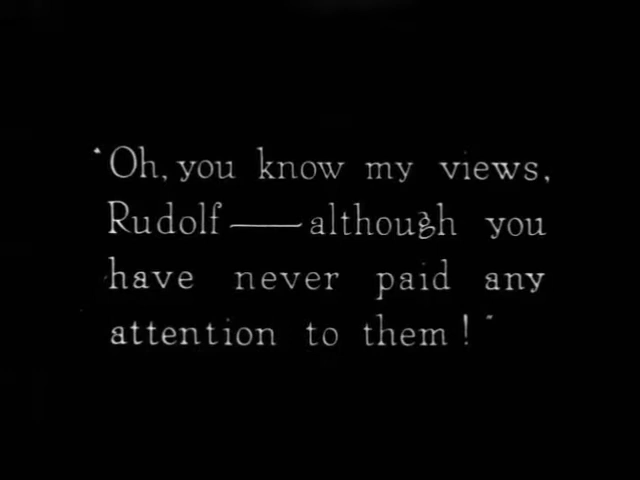 "Oh, you know my views,
Rudolf — although you
have never paid any
attention to them!"